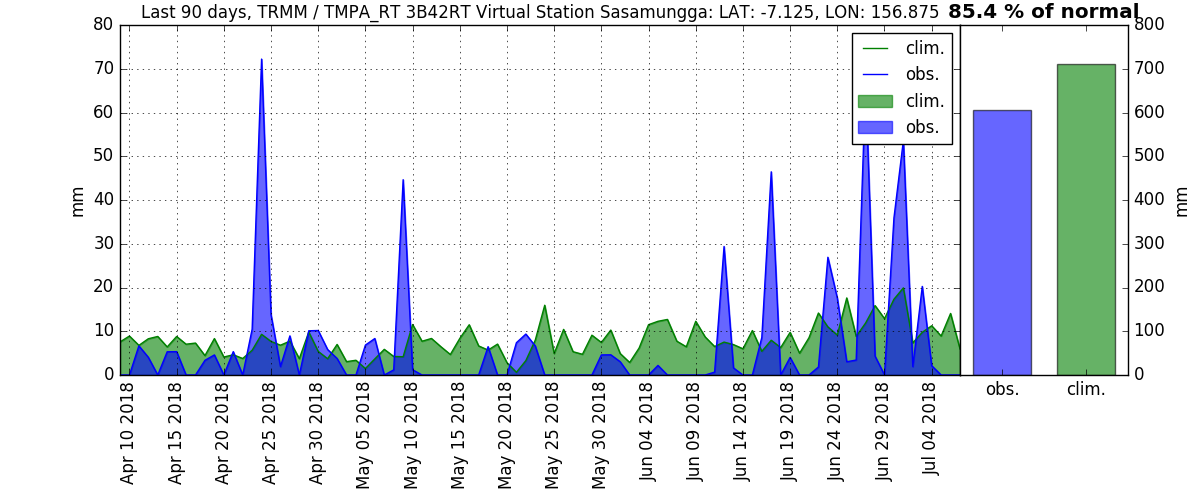 Last 90 days, TRMM / TMPA_RT 3B42RT Virtual Station Sasamungga: LAT: -7.125, LON: 156.875 85.4 % of normal
80
70
60
50
40
30
20
10
0
mm
clim.
obs.
clim.
obs.
800
700
600
500
400
300
200
100
0
mm
obs. clim.
Apr 10 2018
Apr 15 2018
Apr 20 2018
Apr 25 2018
Apr 30 2018
May 05 2018
May 10 2018
May 15 2018
May 20 2018
May 25 2018
May 30 2018
Jun 04 2018
Jun 09 2018
Jun 14 2018
Jun 19 2018
Jun 24 2018
Jun 29 2018
Jul 04 2018